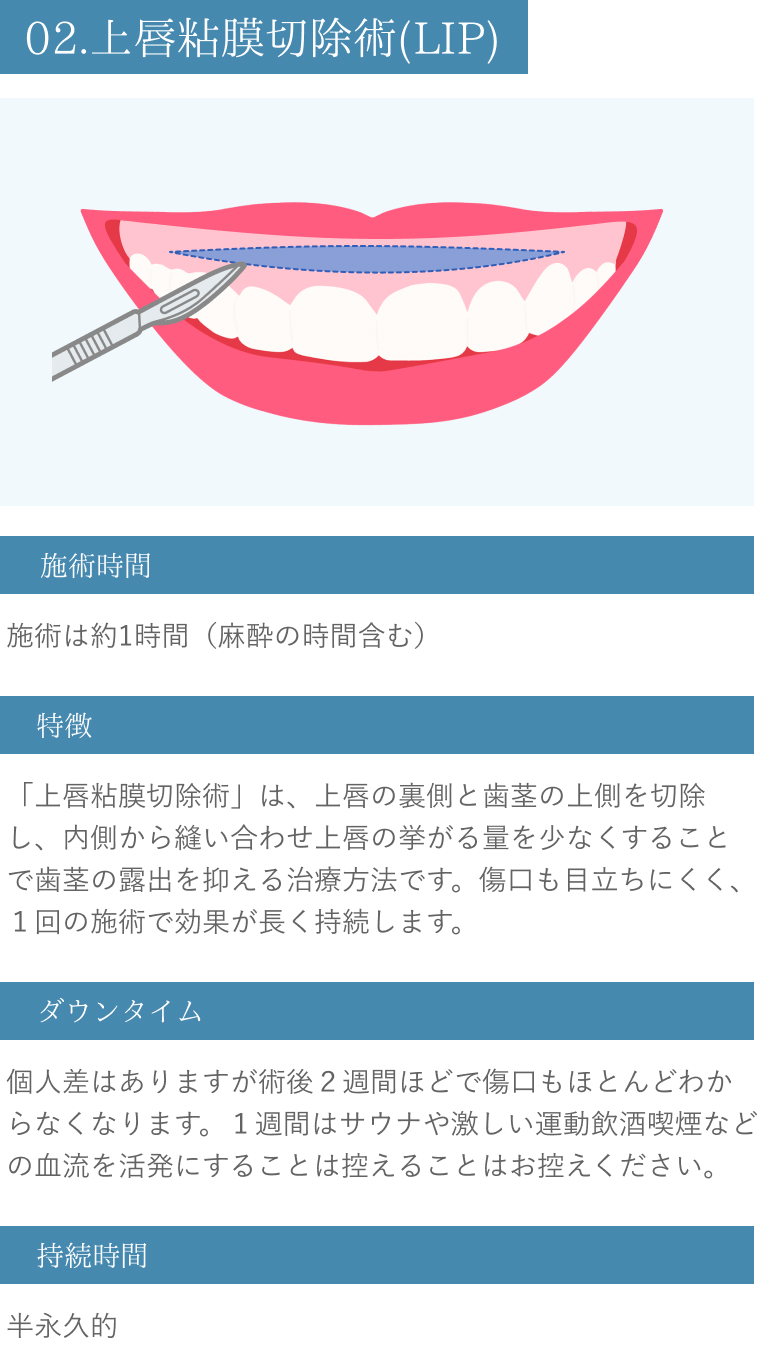 02.上唇粘膜切除術(LIP)
施術時間
施術は約1時間（麻酔の時間含む）
特徴
「上唇粘膜切除術」は、上唇の裏側と歯茎の上側を切除
し、内側から縫い合わせ上唇の挙がる量を少なくすること
で歯茎の露出を抑える治療方法です。傷口も目立ちにくく、
１回の施術で効果が長く持続します。
ダウンタイム
個人差はありますが術後２週間ほどで傷口もほとんどわか
らなくなります。１週間はサウナや激しい運動飲酒喫煙など
の血流を活発にすることは控えることはお控えください。
持続時間
半永久的